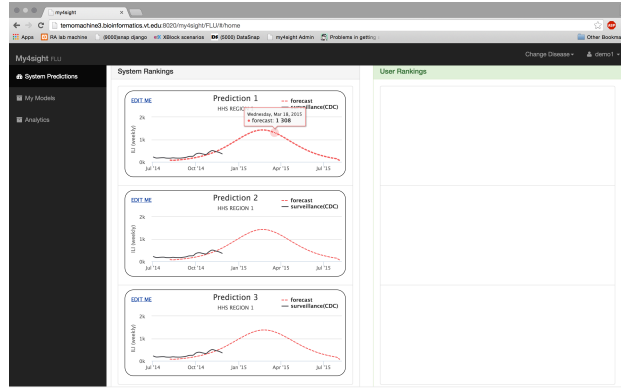 my4sight
temomachine3.bioinformatics.vt.edu:8020/my4sight/FLU/#/home
Apps RA lab machine (9000)snap django XBlock scenarios DF (5000) DataSnap my4sight Admin Problems in getting Other Bookma
My4sight FLU Change Disease demo1
System Predictions
My Models
Analytics
System Rankings User Rankings
EDIT ME Prediction 1 forecast
HHS REGION 1 surveillance(CDC)
Wednesday, Mar 18, 2015
forecast: 1 308
ILI (weekly)
2k
1k
0k
Jul '14 Oct '14 Jan '15 Apr '15 Jul '15
EDIT ME Prediction 2 forecast
HHS REGION 1 surveillance(CDC)
ILI (weekly)
2k
1k
0k
Jul '14 Oct '14 Jan '15 Apr '15 Jul '15
EDIT ME Prediction 3 forecast
HHS REGION 1 surveillance(CDC)
ILI (weekly)
2k
1k
0k
Jul '14 Oct '14 Jan '15 Apr '15 Jul '15